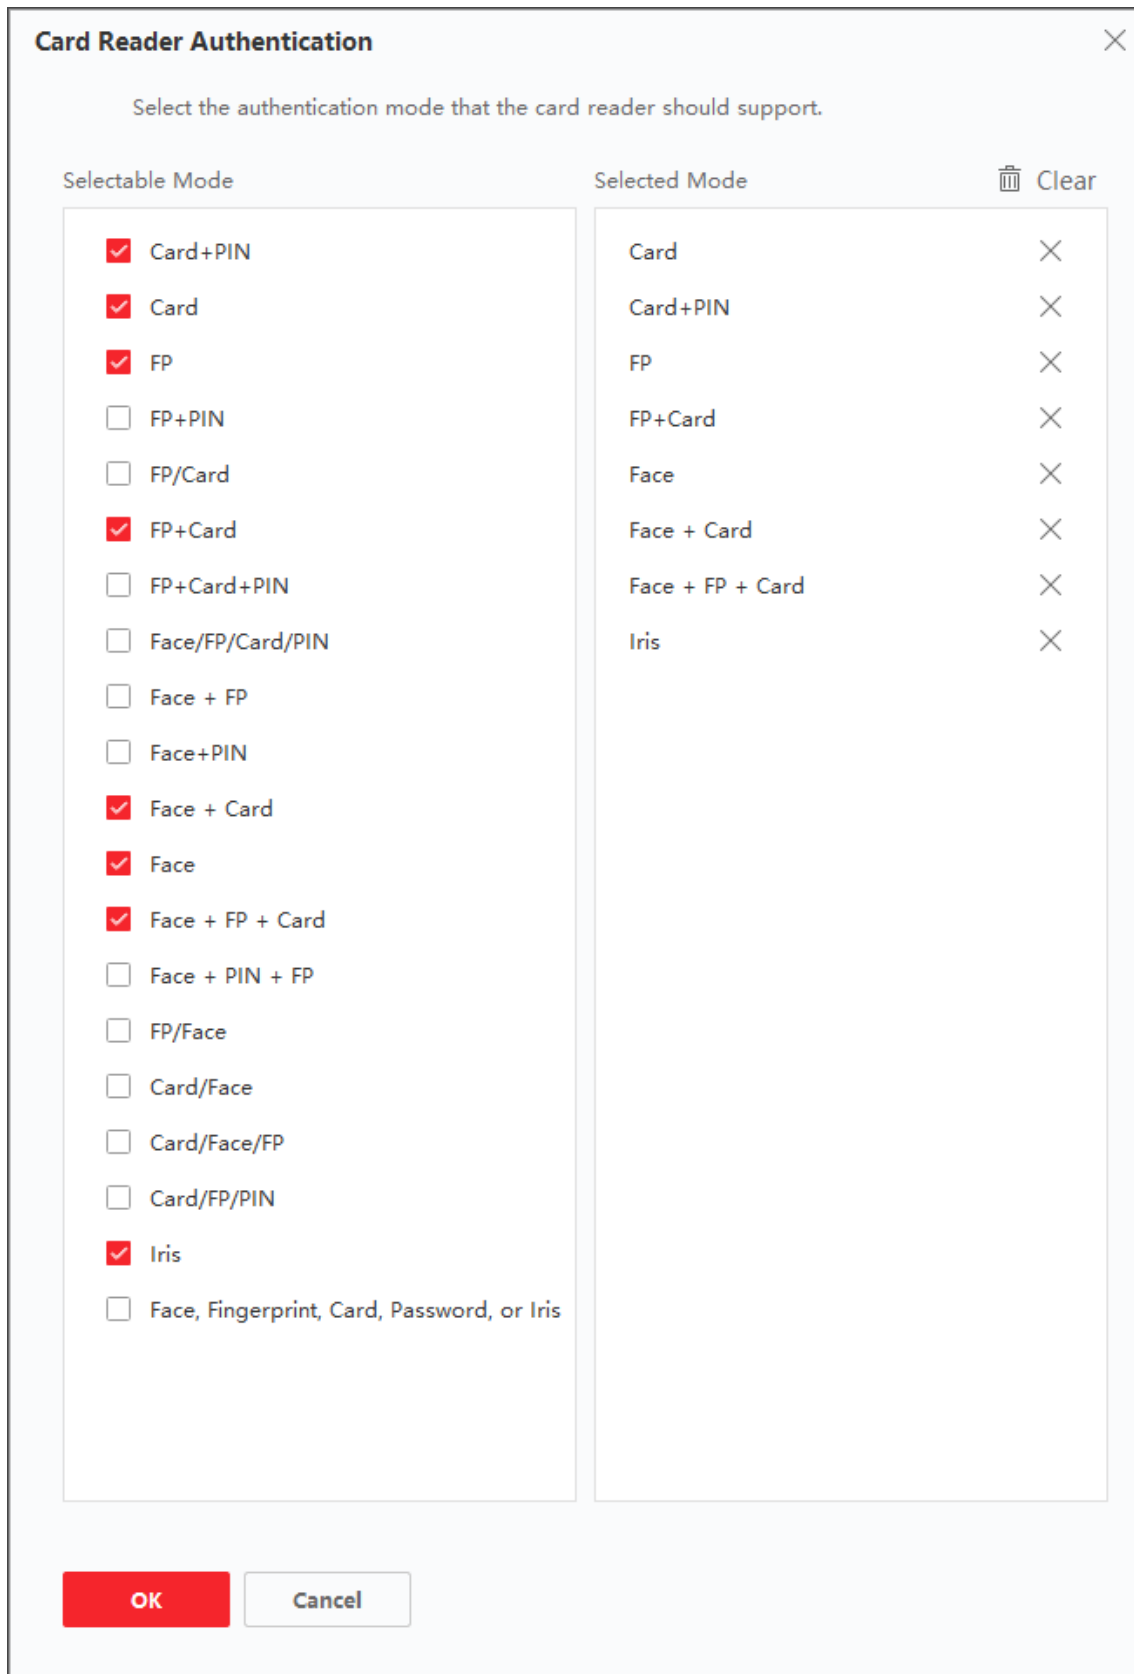 Card Reader Authentication
Select the authentication mode that the card reader should support.
Selectable Mode
Card+PIN
Card
FP
FP+PIN
FP/Card
FP+Card
FP+Card+PIN
Face/FP/Card/PIN
Face + FP
Face+PIN
Face + Card
Face
Face + FP + Card
Face + PIN + FP
FP/Face
Card/Face
Card/Face/FP
Card/FP/PIN
Iris
Face, Fingerprint, Card, Password, or Iris
Selected Mode
Clear
Card
Card+PIN
FP
FP+Card
Face
Face + Card
Face + FP + Card
Iris
OK
Cancel